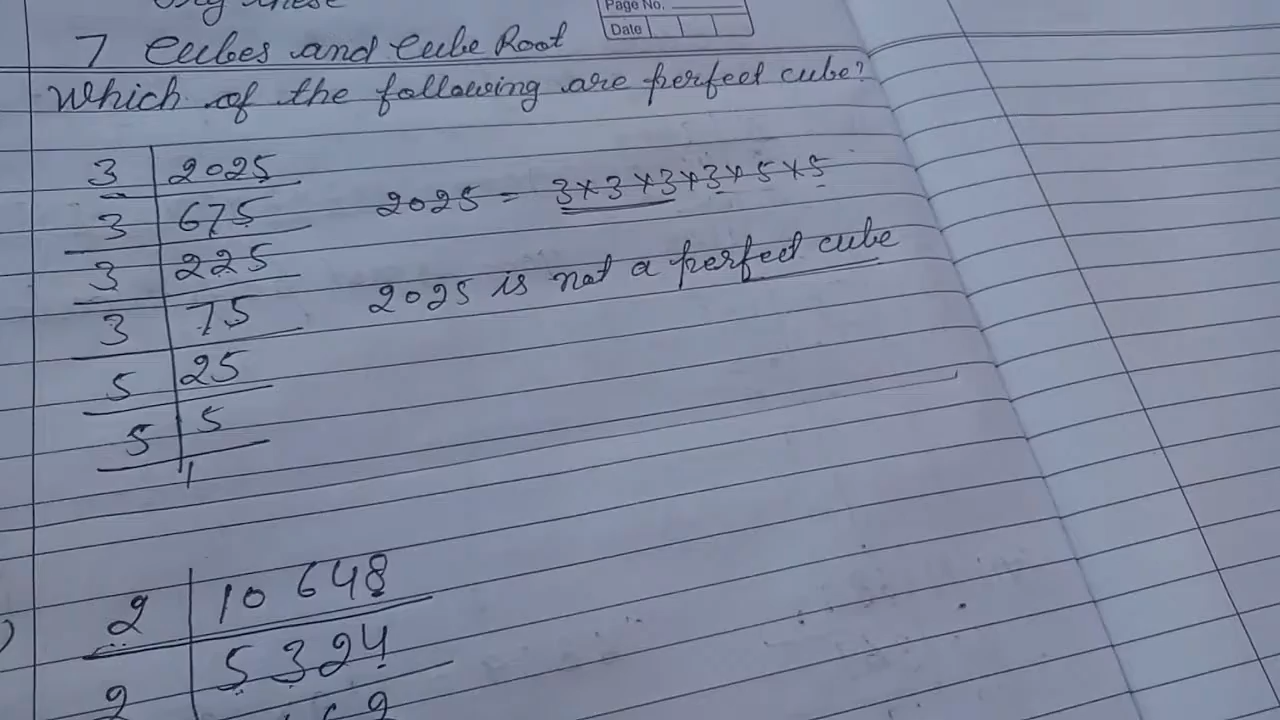 Page No.
Date
7 Cubes and Cube Root
Which of the following are perfect cube?
3 | 2025
3 | 675
3 | 225
3 | 75
5 | 25
5 | 5
1
2025 = 3×3×3×3×5×5
2025 is not a perfect cube
2 | 10648
2 | 5324